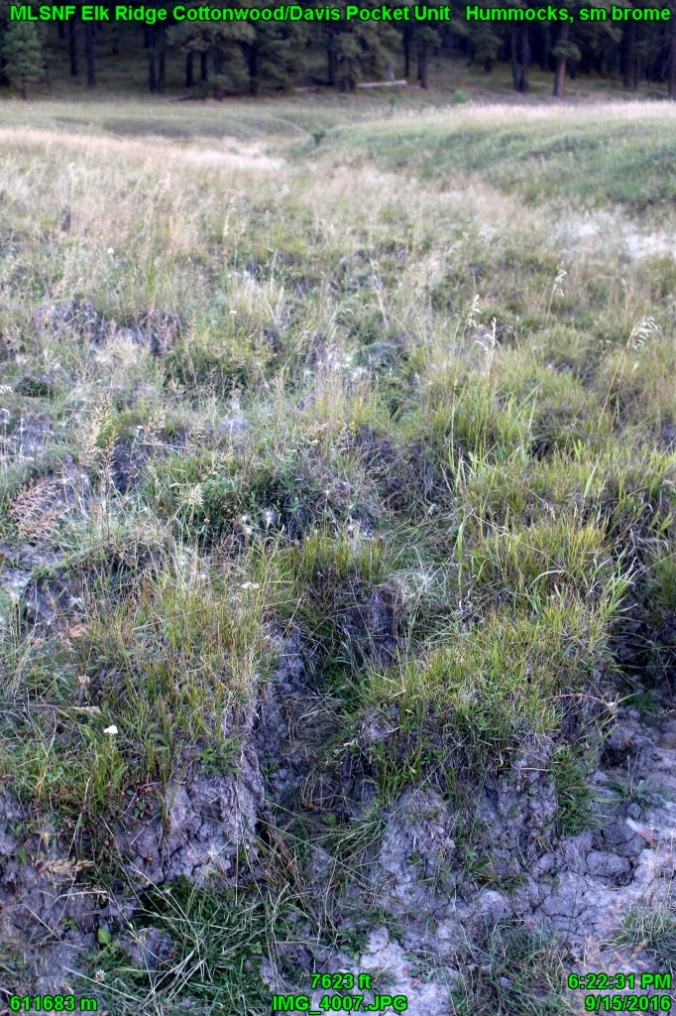 MLSNF Elk Ridge Cottonwood/Davis Pocket Unit Hummocks, sm brome
7623 ft 6:22:31 PM
611683 m IMG_4007.JPG 9/15/2016